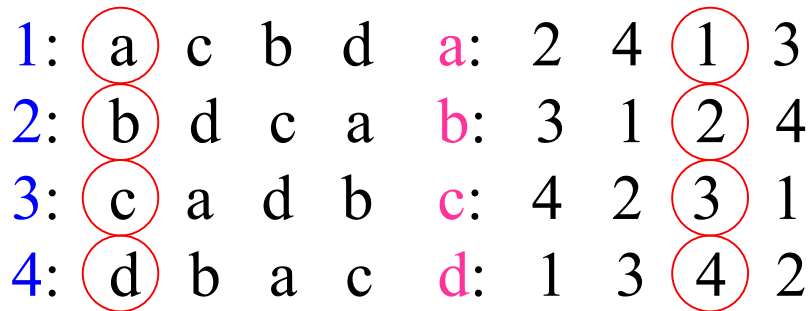 1: a c b d a: 2 4 1 3
2: b d c a b: 3 1 2 4
3: c a d b c: 4 2 3 1
4: d b a c d: 1 3 4 2